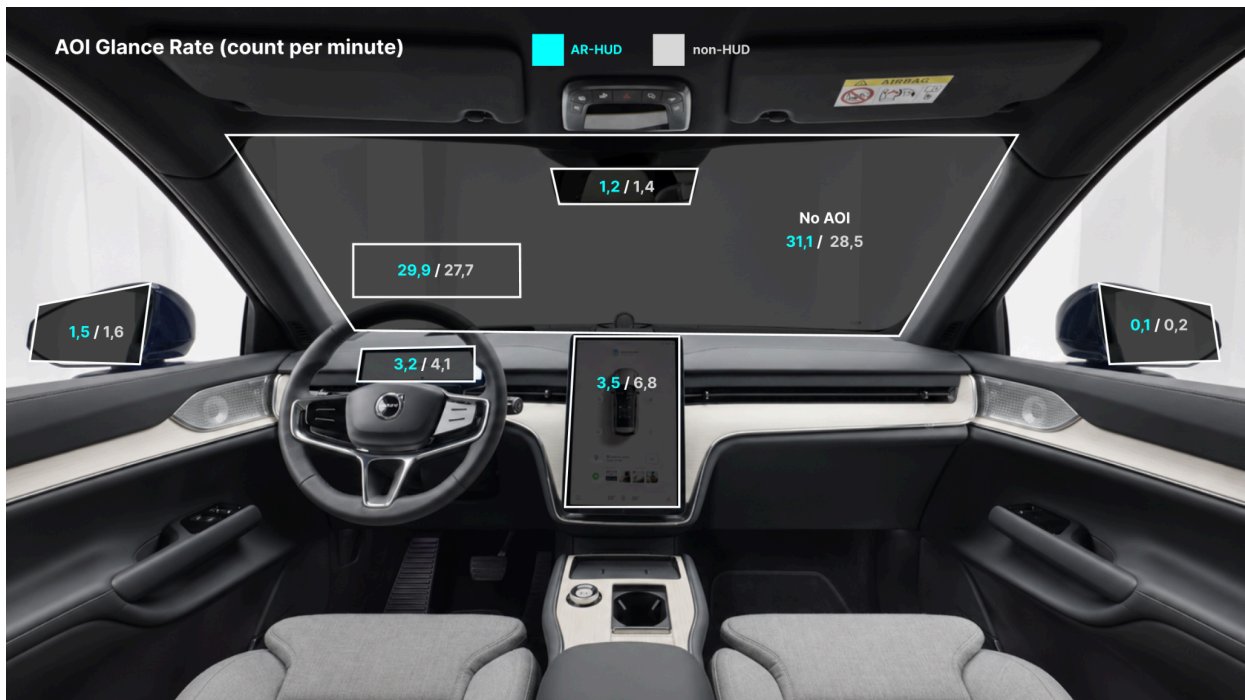 AOI Glance Rate (count per minute)
AR-HUD
non-HUD
AIRBAG
1,2 / 1,4
No AOI
31,1 / 28,5
29,9 / 27,7
1,5 / 1,6
0,1 / 0,2
3,2 / 4,1
3,5 / 6,8